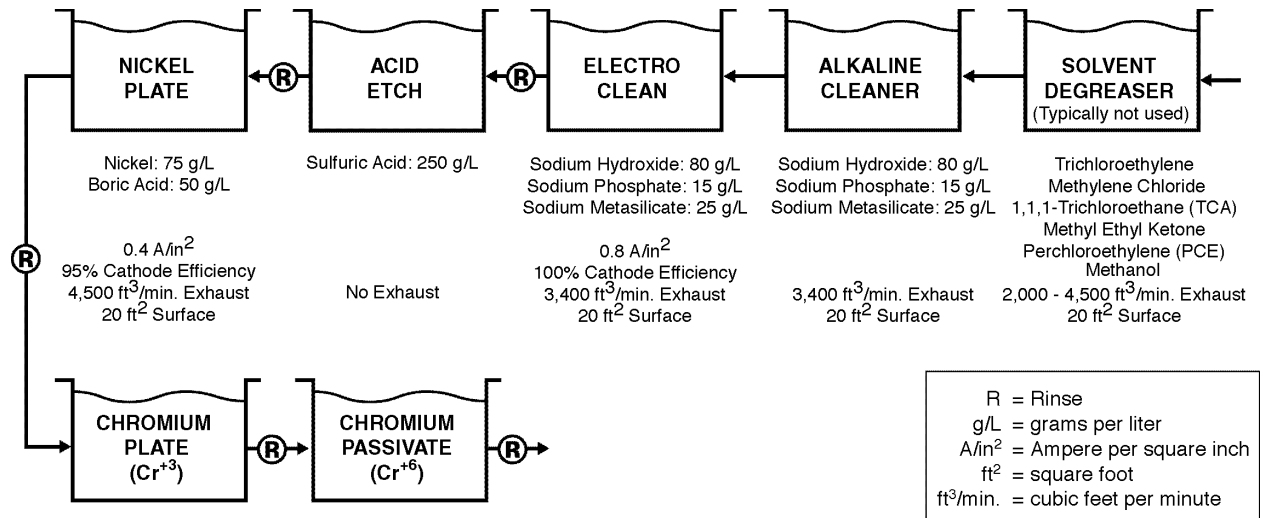 NICKEL
PLATE
R
ACID
ETCH
R
ELECTRO
CLEAN
ALKALINE
CLEANER
SOLVENT
DEGREASER
(Typically not used)
Nickel: 75 g/L
Boric Acid: 50 g/L
0.4 A/in²
95% Cathode Efficiency
4,500 ft³/min. Exhaust
20 ft² Surface
Sulfuric Acid: 250 g/L
No Exhaust
Sodium Hydroxide: 80 g/L
Sodium Phosphate: 15 g/L
Sodium Metasilicate: 25 g/L
0.8 A/in²
100% Cathode Efficiency
3,400 ft³/min. Exhaust
20 ft² Surface
Sodium Hydroxide: 80 g/L
Sodium Phosphate: 15 g/L
Sodium Metasilicate: 25 g/L
3,400 ft³/min. Exhaust
20 ft² Surface
Trichloroethylene
Methylene Chloride
1,1,1-Trichloroethane (TCA)
Methyl Ethyl Ketone
Perchloroethylene (PCE)
Methanol
2,000 - 4,500 ft³/min. Exhaust
20 ft² Surface
R
CHROMIUM
PLATE
(Cr⁺³)
R
CHROMIUM
PASSIVATE
(Cr⁺⁶)
R
R = Rinse
g/L = grams per liter
A/in² = Ampere per square inch
ft² = square foot
ft³/min. = cubic feet per minute